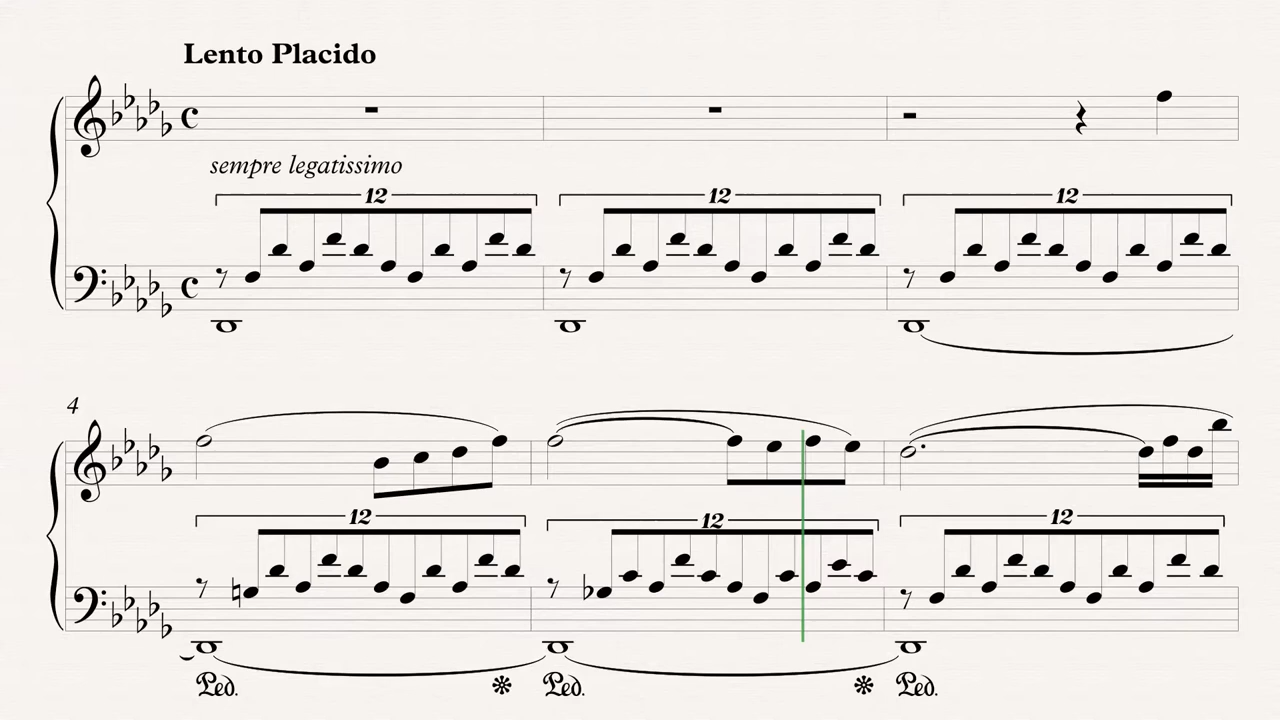 Lento Placido
sempre legatissimo
12 12 12
4
12 12 12
Ped. Ped. Ped.